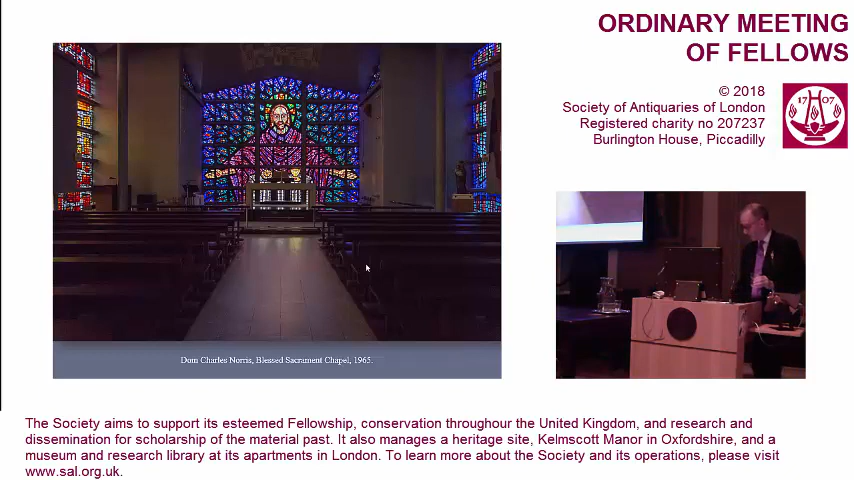 ORDINARY MEETING
OF FELLOWS
© 2018
Society of Antiquaries of London
Registered charity no 207237
Burlington House, Piccadilly
17 07
Dom Charles Norris, Blessed Sacrament Chapel, 1965.
The Society aims to support its esteemed Fellowship, conservation throughour the United Kingdom, and research and
dissemination for scholarship of the material past. It also manages a heritage site, Kelmscott Manor in Oxfordshire, and a
museum and research library at its apartments in London. To learn more about the Society and its operations, please visit
www.sal.org.uk.